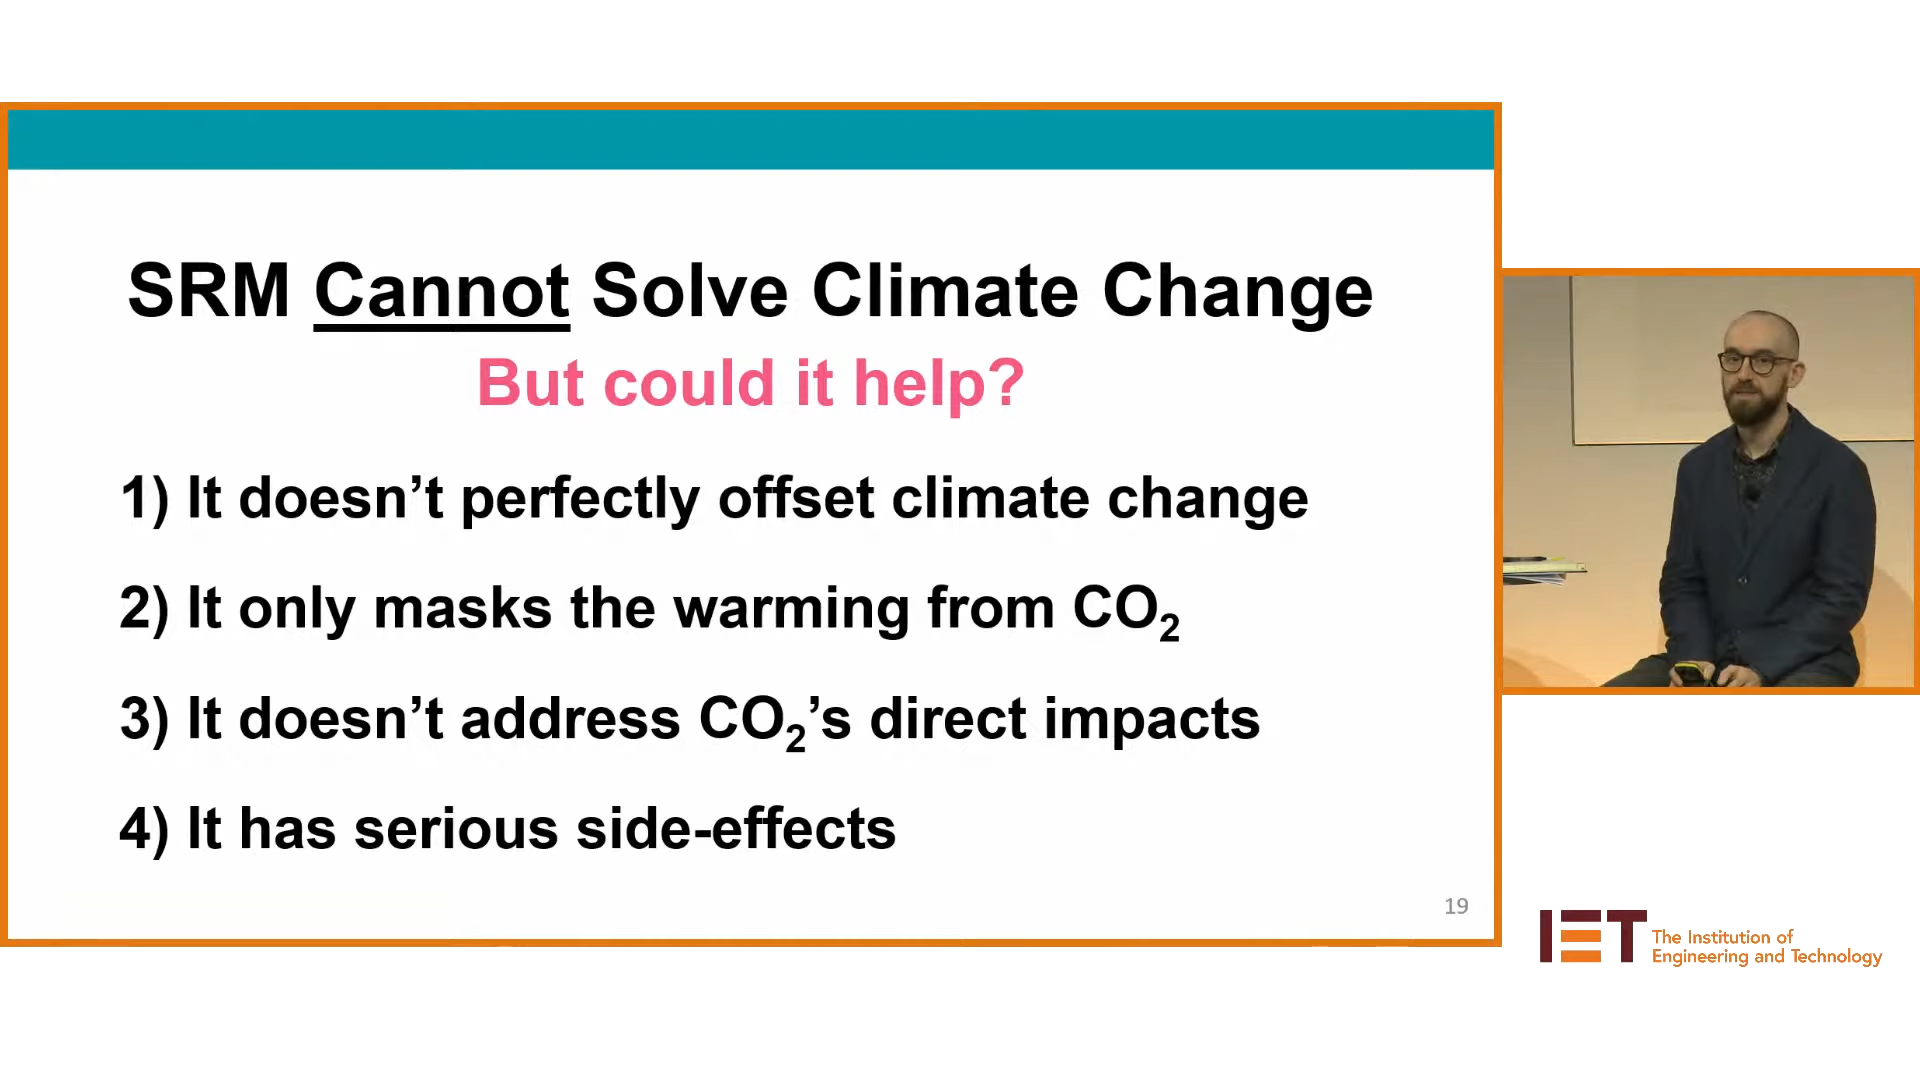 SRM Cannot Solve Climate Change
But could it help?
1) It doesn’t perfectly offset climate change
2) It only masks the warming from CO₂
3) It doesn’t address CO₂’s direct impacts
4) It has serious side-effects
19
IET
The Institution of
Engineering and Technology